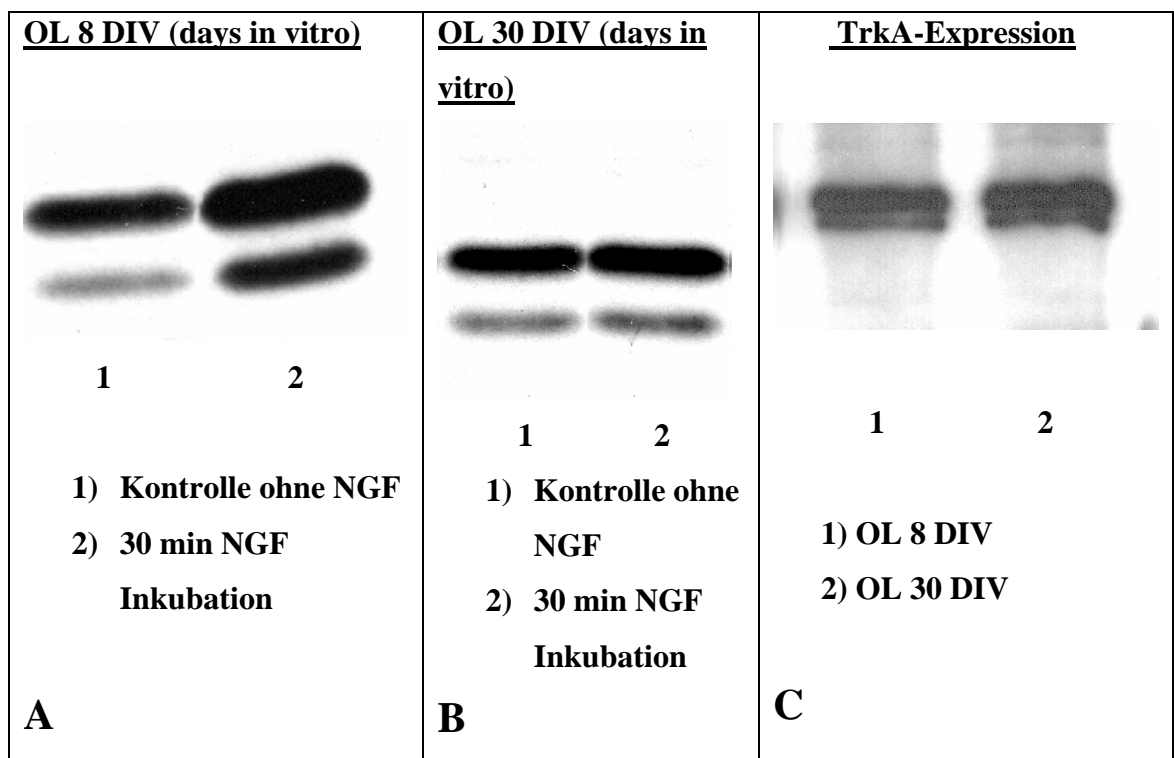 OL 8 DIV (days in vitro)
1 2
1) Kontrolle ohne NGF
2) 30 min NGF
Inkubation
A
OL 30 DIV (days in
vitro)
1 2
1) Kontrolle ohne
NGF
2) 30 min NGF
Inkubation
B
TrkA-Expression
1 2
1) OL 8 DIV
2) OL 30 DIV
C